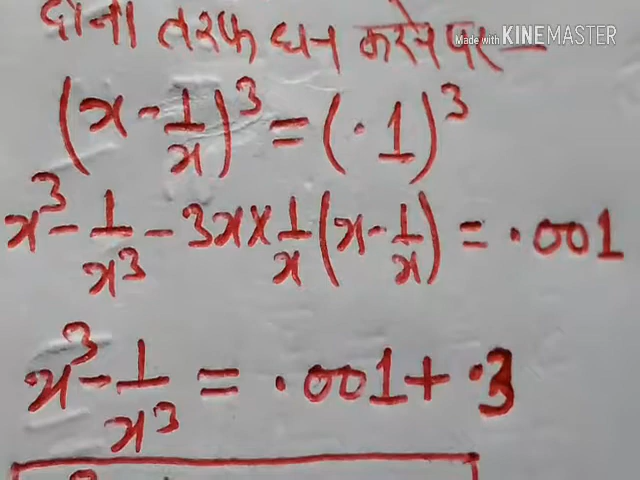 दोनो तरफ घन करने पर—
Made with KINEMASTER
(x - 1/x)³ = (.1)³
x³ - 1/x³ - 3x × 1/x (x - 1/x) = .001
x³ - 1/x³ = .001 + .3